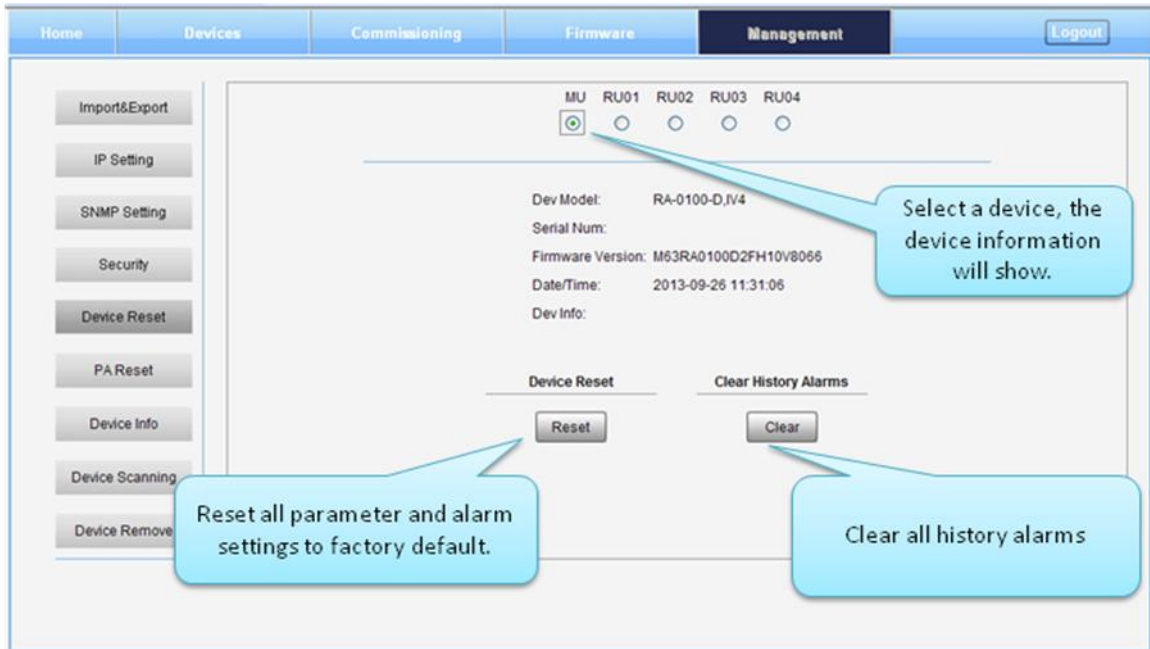 Home Devices Commissioning Firmware Management Logout
MU RU01 RU02 RU03 RU04
Import&Export
IP Setting
SNMP Setting
Security
Device Reset
PA Reset
Device Info
Device Scanning
Device Remove
Dev Model: RA-0100-D,IV4
Serial Num:
Firmware Version: M63RA0100D2FH10V8066
Date/Time: 2013-09-26 11:31:06
Dev Info:
Select a device, the
device information
will show.
Device Reset Clear History Alarms
Reset Clear
Reset all parameter and alarm
settings to factory default.
Clear all history alarms